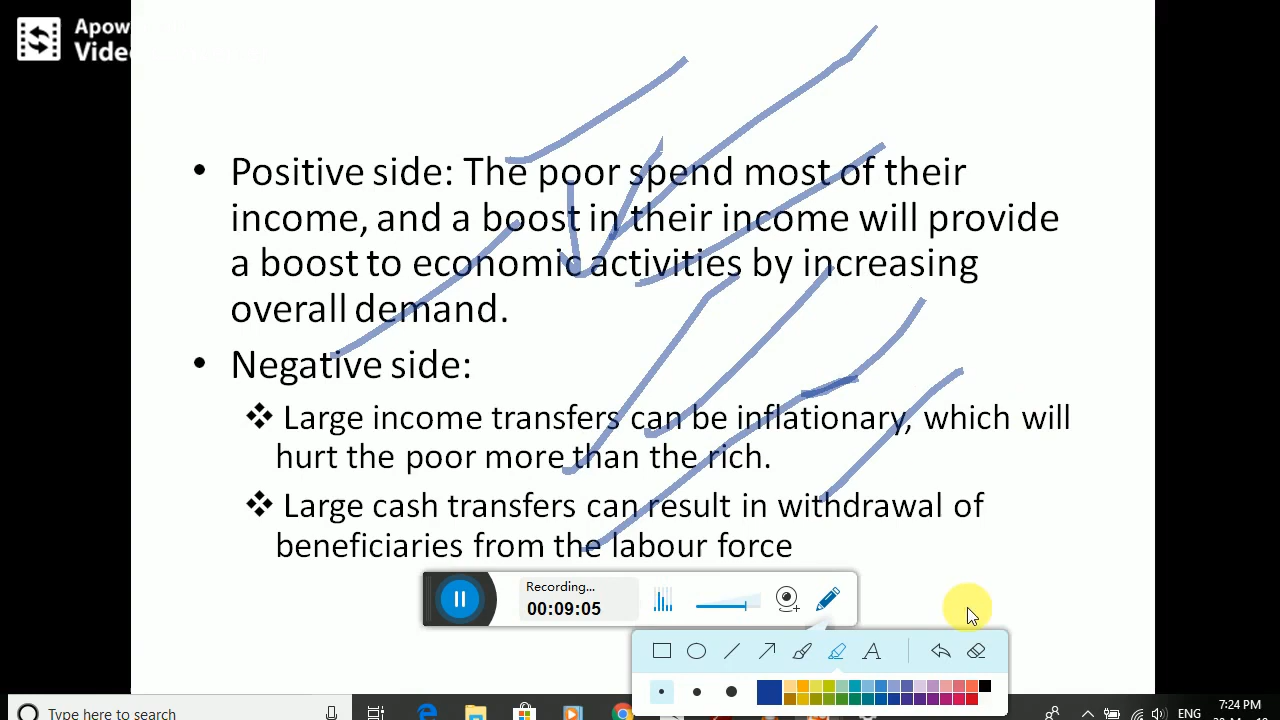 Apow
Video
• Positive side: The poor spend most of their
income, and a boost in their income will provide
a boost to economic activities by increasing
overall demand.
• Negative side:
❖ Large income transfers can be inflationary, which will
hurt the poor more than the rich.
❖ Large cash transfers can result in withdrawal of
beneficiaries from the labour force
Recording...
00:09:05
A
Type here to search
ENG
7:24 PM